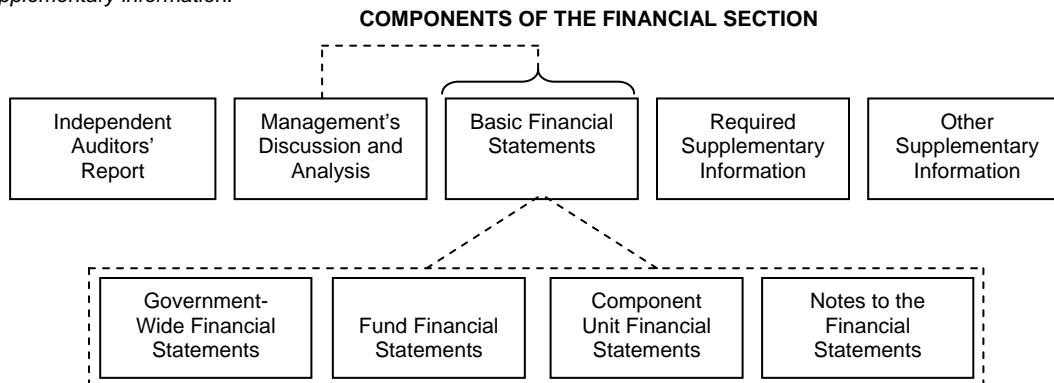 supplementary information.
COMPONENTS OF THE FINANCIAL SECTION
Independent
Auditors'
Report
Management's
Discussion and
Analysis
Basic Financial
Statements
Required
Supplementary
Information
Other
Supplementary
Information
Government-
Wide Financial
Statements
Fund Financial
Statements
Component
Unit Financial
Statements
Notes to the
Financial
Statements